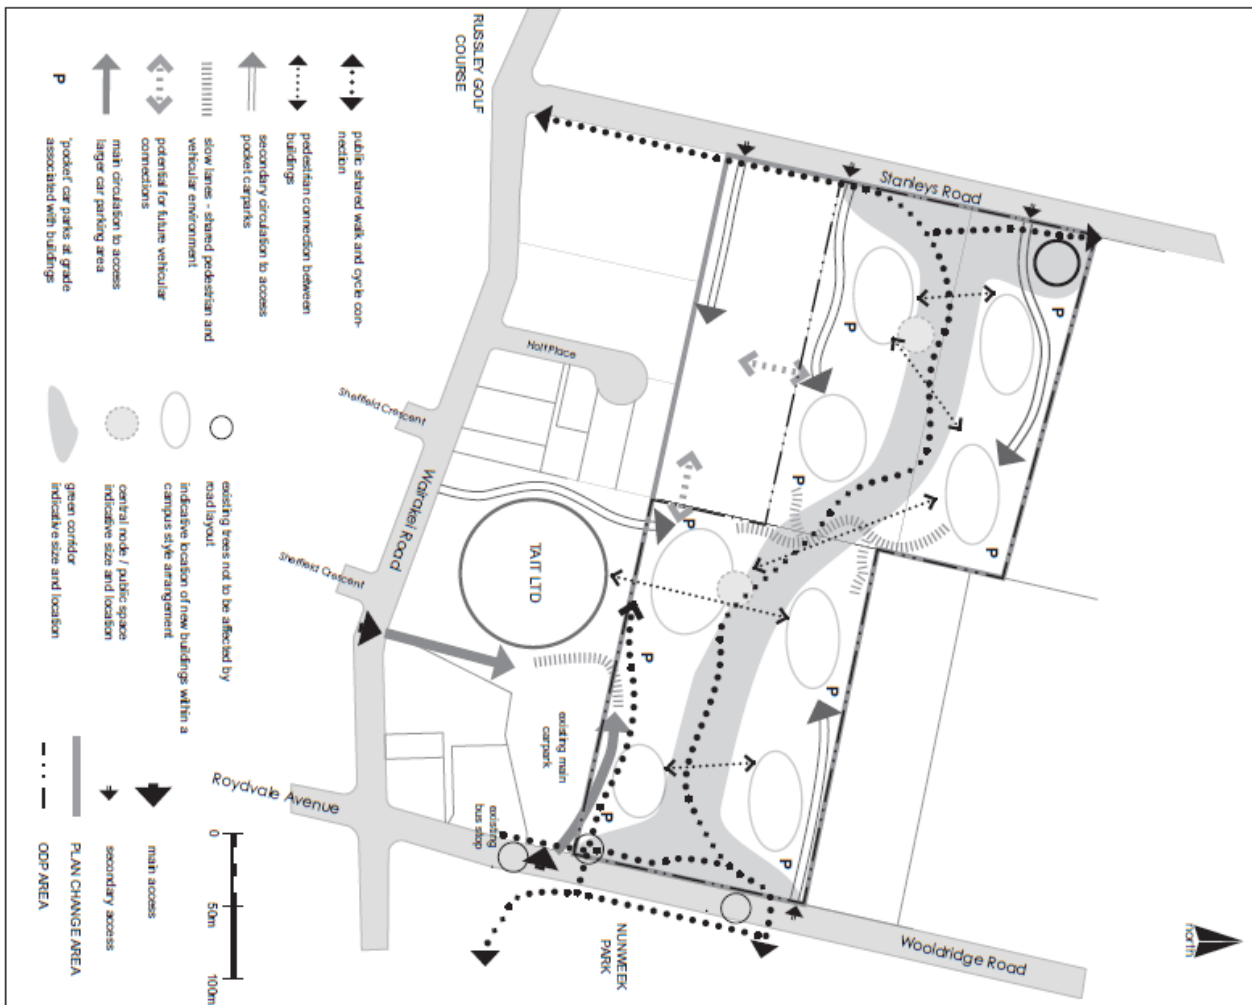 RUSSLEY GOLF
COURSE
Stanleys Road
Nolf Place
Sheffield Crescent
Wairakei Road
Sheffield Crescent
TAIT LTD
existing main
carpark
existing
bus stop
Roydvale Avenue
NUNWEEK
PARK
Wooldridge Road
north
P
P
P
P
P
P
P
P
P
P
public shared walk and cycle con-
nection
pedestrian connection between
buildings
secondary circulation to access
pocket carparks
slow lanes - shared pedestrian and
vehicular environment
potential for future vehicular
connections
main circulation to access
larger car parking area
P
'pocket' car parks at grade
associated with buildings
existing trees not to be affected by
road layout
indicative location of new buildings within a
campus style arrangement
central node / public space
indicative size and location
green corridor
indicative size and location
main access
secondary access
PLAN CHANGE AREA
ODP AREA
0
50m
100m